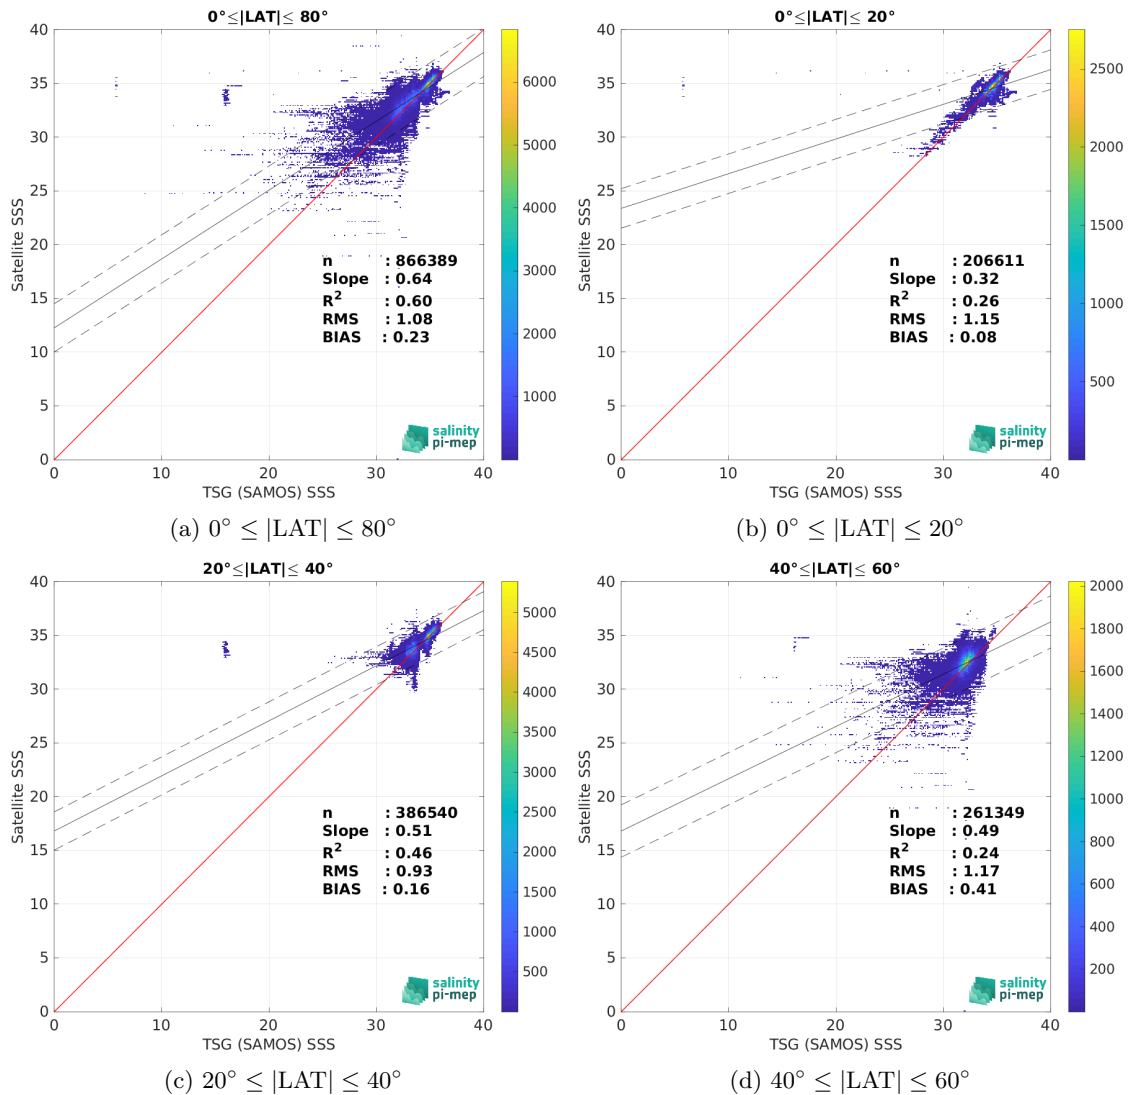 0°≤|LAT|≤ 80°
40
35
30
25
20
15
10
5
0
Satellite SSS
n : 866389
Slope : 0.64
R² : 0.60
RMS : 1.08
BIAS : 0.23
salinity
pi-mep
0 10 20 30 40
TSG (SAMOS) SSS
6000
5000
4000
3000
2000
1000
(a) 0° ≤ |LAT| ≤ 80°
0°≤|LAT|≤ 20°
40
35
30
25
20
15
10
5
0
Satellite SSS
n : 206611
Slope : 0.32
R² : 0.26
RMS : 1.15
BIAS : 0.08
salinity
pi-mep
0 10 20 30 40
TSG (SAMOS) SSS
2500
2000
1500
1000
500
(b) 0° ≤ |LAT| ≤ 20°
20°≤|LAT|≤ 40°
40
35
30
25
20
15
10
5
0
Satellite SSS
n : 386540
Slope : 0.51
R² : 0.46
RMS : 0.93
BIAS : 0.16
salinity
pi-mep
0 10 20 30 40
TSG (SAMOS) SSS
5000
4500
4000
3500
3000
2500
2000
1500
1000
500
(c) 20° ≤ |LAT| ≤ 40°
40°≤|LAT|≤ 60°
40
35
30
25
20
15
10
5
0
Satellite SSS
n : 261349
Slope : 0.49
R² : 0.24
RMS : 1.17
BIAS : 0.41
salinity
pi-mep
0 10 20 30 40
TSG (SAMOS) SSS
2000
1800
1600
1400
1200
1000
800
600
400
200
(d) 40° ≤ |LAT| ≤ 60°